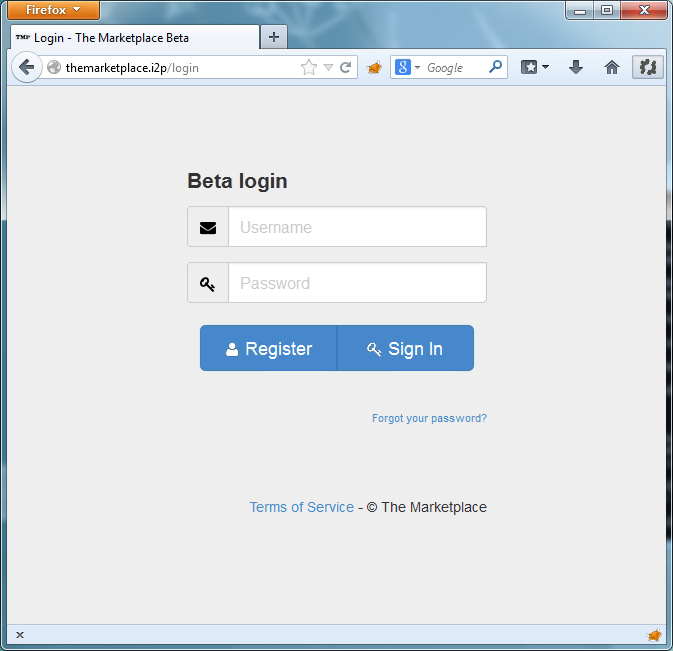 Firefox
TMP Login - The Marketplace Beta
themarketplace.i2p/login
8 Google
Beta login
Username
Password
Register Sign In
Forgot your password?
Terms of Service - © The Marketplace